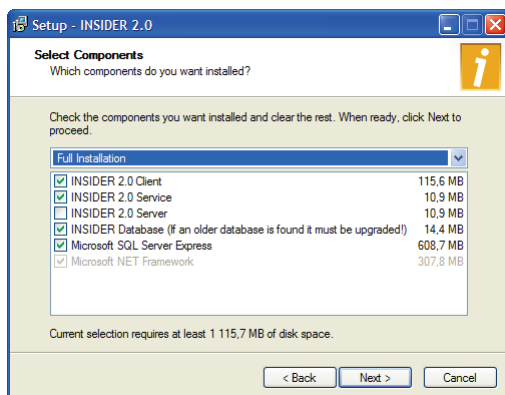 Setup - INSIDER 2.0
Select Components
Which components do you want installed?
i
Check the components you want installed and clear the rest. When ready, click Next to
proceed.
Full Installation
INSIDER 2.0 Client 115,6 MB
INSIDER 2.0 Service 10,9 MB
INSIDER 2.0 Server 10,9 MB
INSIDER Database (If an older database is found it must be upgraded!) 14,4 MB
Microsoft SQL Server Express 608,7 MB
Microsoft NET Framework 307,8 MB
Current selection requires at least 1 115,7 MB of disk space.
< Back Next > Cancel